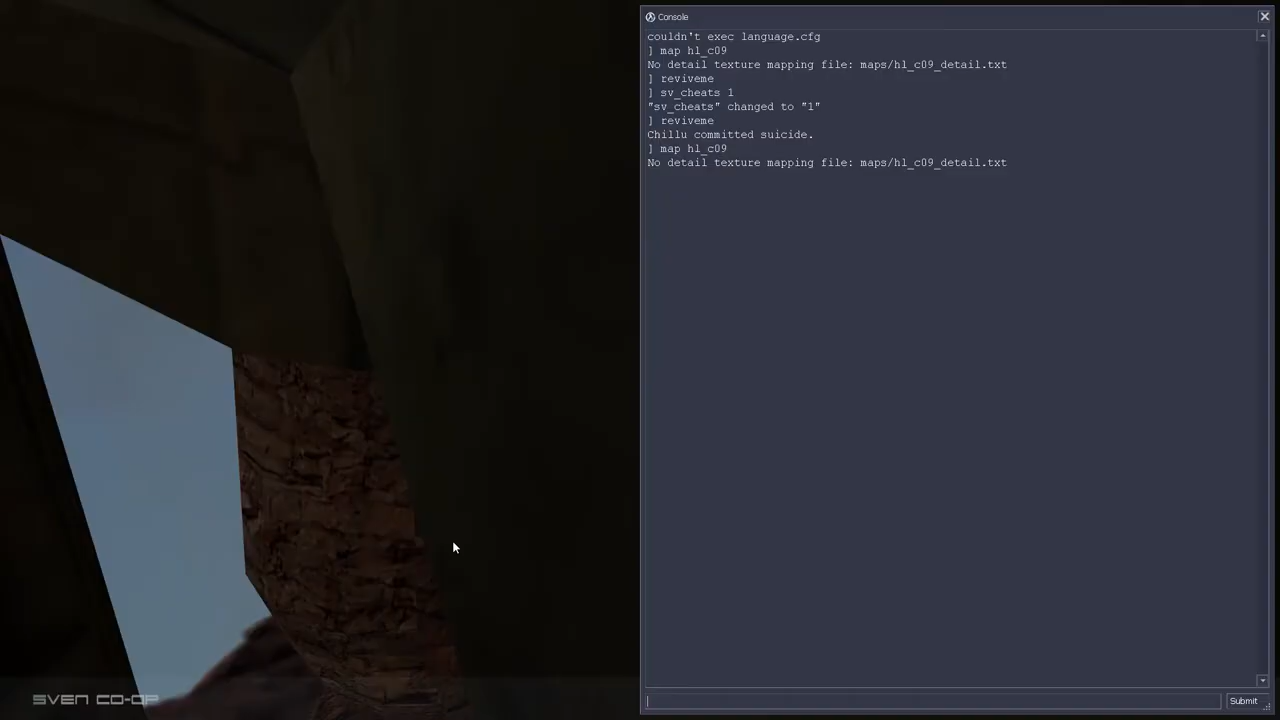 Console
couldn't exec language.cfg
] map hl_c09
No detail texture mapping file: maps/hl_c09_detail.txt
] reviveme
] sv_cheats 1
"sv_cheats" changed to "1"
] reviveme
Chillu committed suicide.
] map hl_c09
No detail texture mapping file: maps/hl_c09_detail.txt
SVEN CO-OP
Submit